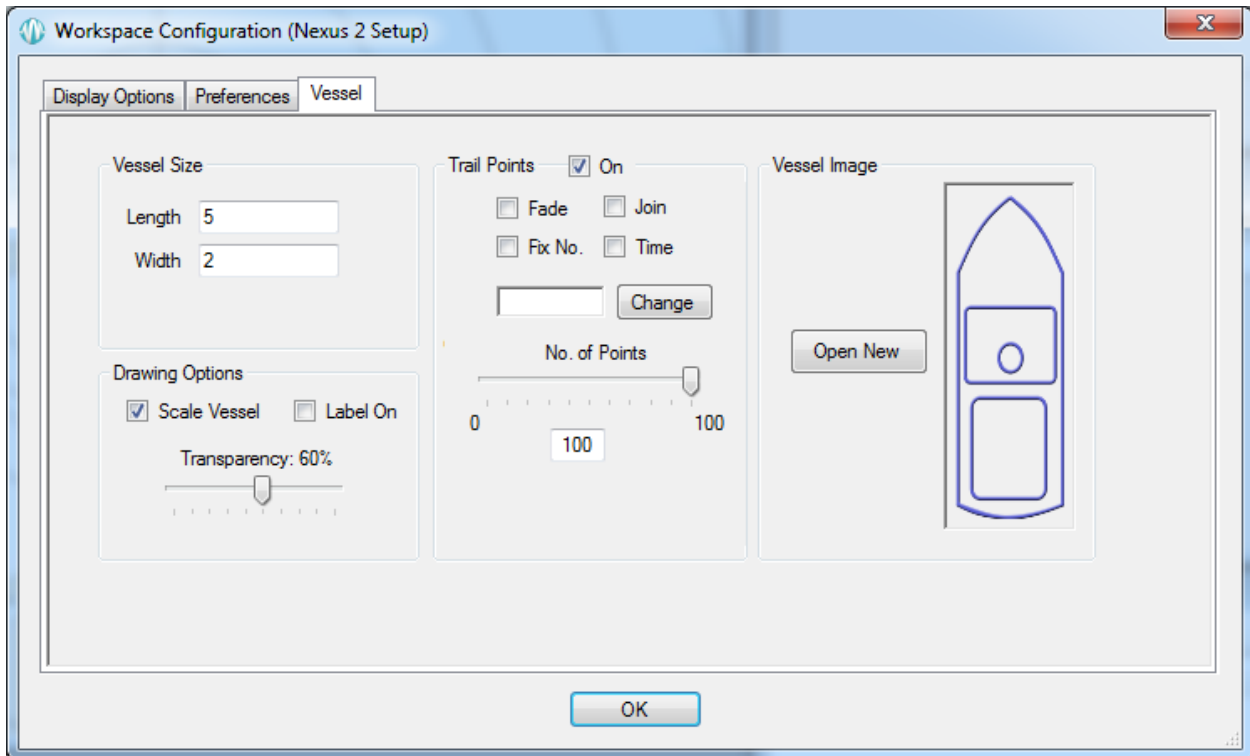 Workspace Configuration (Nexus 2 Setup)
X
Display Options Preferences Vessel
Vessel Size
Length 5
Width 2
Drawing Options
Scale Vessel Label On
Transparency: 60%
Trail Points On
Fade Join
Fix No. Time
Change
No. of Points
0 100
100
Vessel Image
Open New
OK